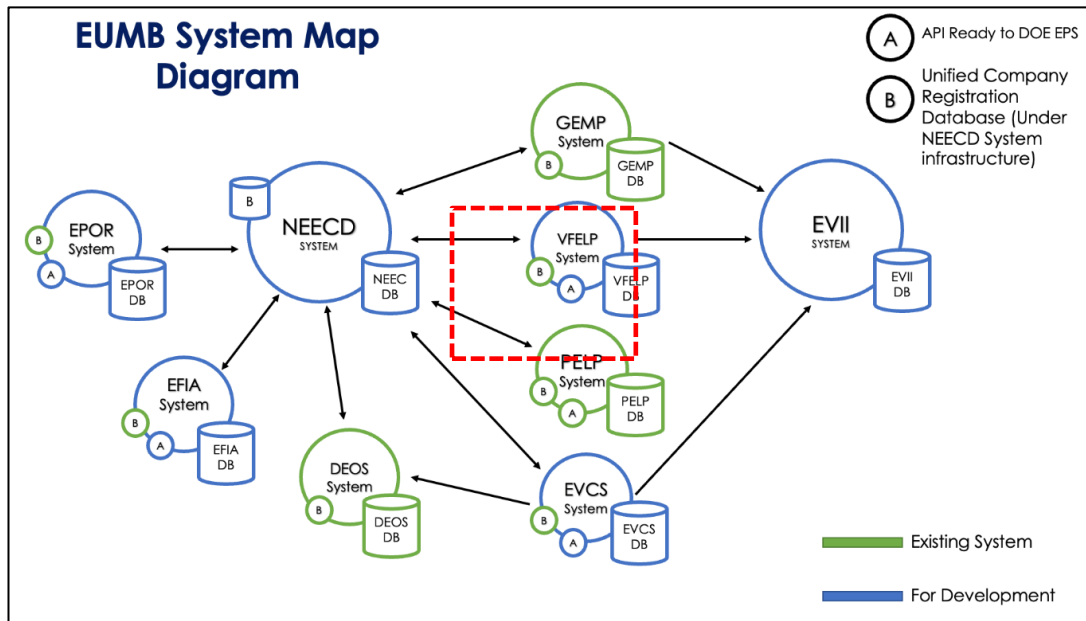 EUMB System Map
Diagram
A
API Ready to DOE EPS
B
Unified Company
Registration
Database (Under
NEECD System
infrastructure)
GEMP
System
B
GEMP
DB
B
NEECD
SYSTEM
NEEC
DB
EPOR
System
B
A
EPOR
DB
VFELP
System
B
A
VFELP
DB
EVII
SYSTEM
EVII
DB
EFIA
System
B
A
EFIA
DB
PELP
System
B
A
PELP
DB
DEOS
System
B
DEOS
DB
EVCS
System
B
A
EVCS
DB
Existing System
For Development